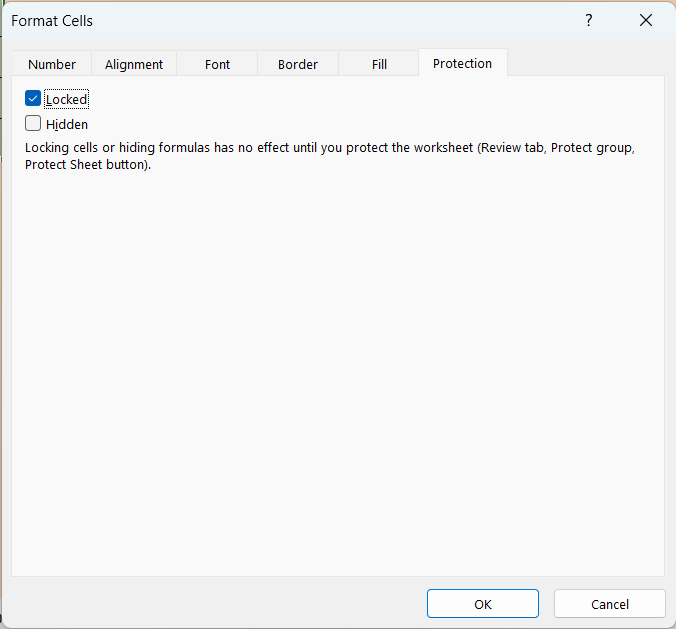 Format Cells ?
Number Alignment Font Border Fill Protection
Locked
Hidden
Locking cells or hiding formulas has no effect until you protect the worksheet (Review tab, Protect group,
Protect Sheet button).
OK Cancel